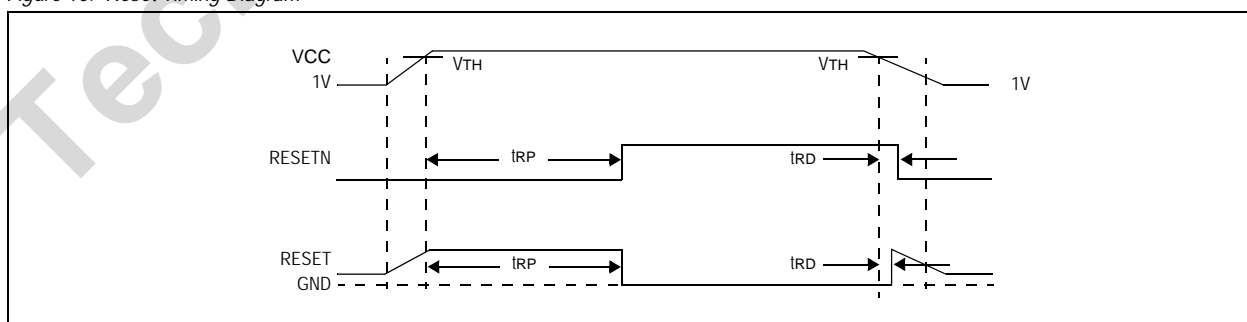 VCC
VTH
VTH
1V
1V
RESETN
tRP
tRD
RESET
tRP
tRD
GND